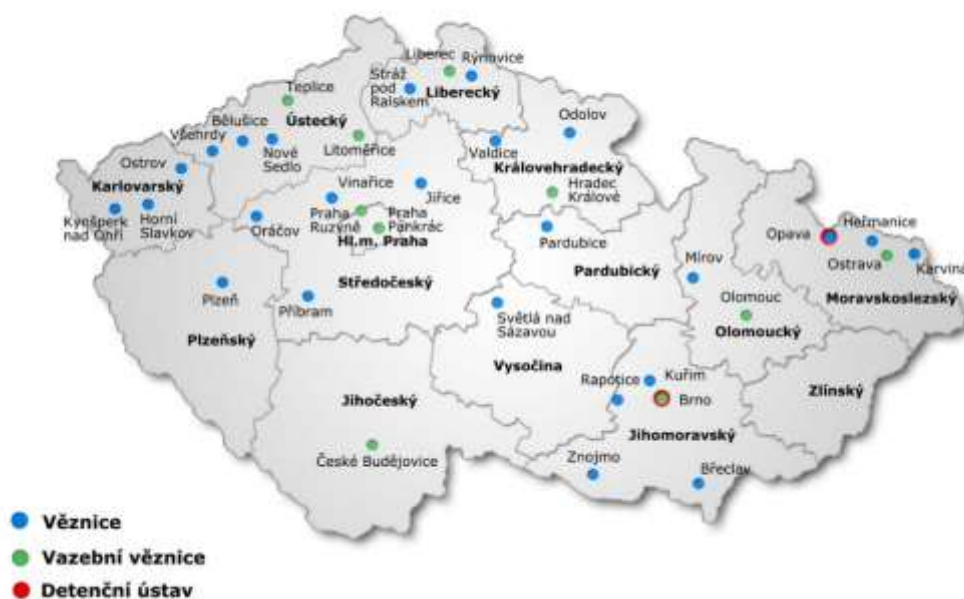 Liberec
Rýnovice
Stráž
pod
Ralskem
Liberecký
Teplice
Ústecký
Odolov
Bělušice
Všehrdy
Nové
Sedlo
Litoměřice
Valdice
Královehradecký
Ostrov
Karlovarský
Vinařice
Jiřice
Hradec
Králové
Kynšperk
nad Ohří
Horní
Slavkov
Oráčov
Praha
Ruzyně
Praha
Pankrác
Hl.m. Praha
Pardubice
Opava
Heřmanice
Mírov
Ostrava
Karviná
Středočeský
Pardubický
Plzeň
Příbram
Olomouc
Moravskoslezský
Světlá nad
Sázavou
Olomoucký
Plzeňský
Vysočina
Rapotice
Kuřim
Zlínský
Jihočeský
Brno
Jihomoravský
České Budějovice
Znojmo
Břeclav
Věznice
Vazební věznice
Detenční ústav